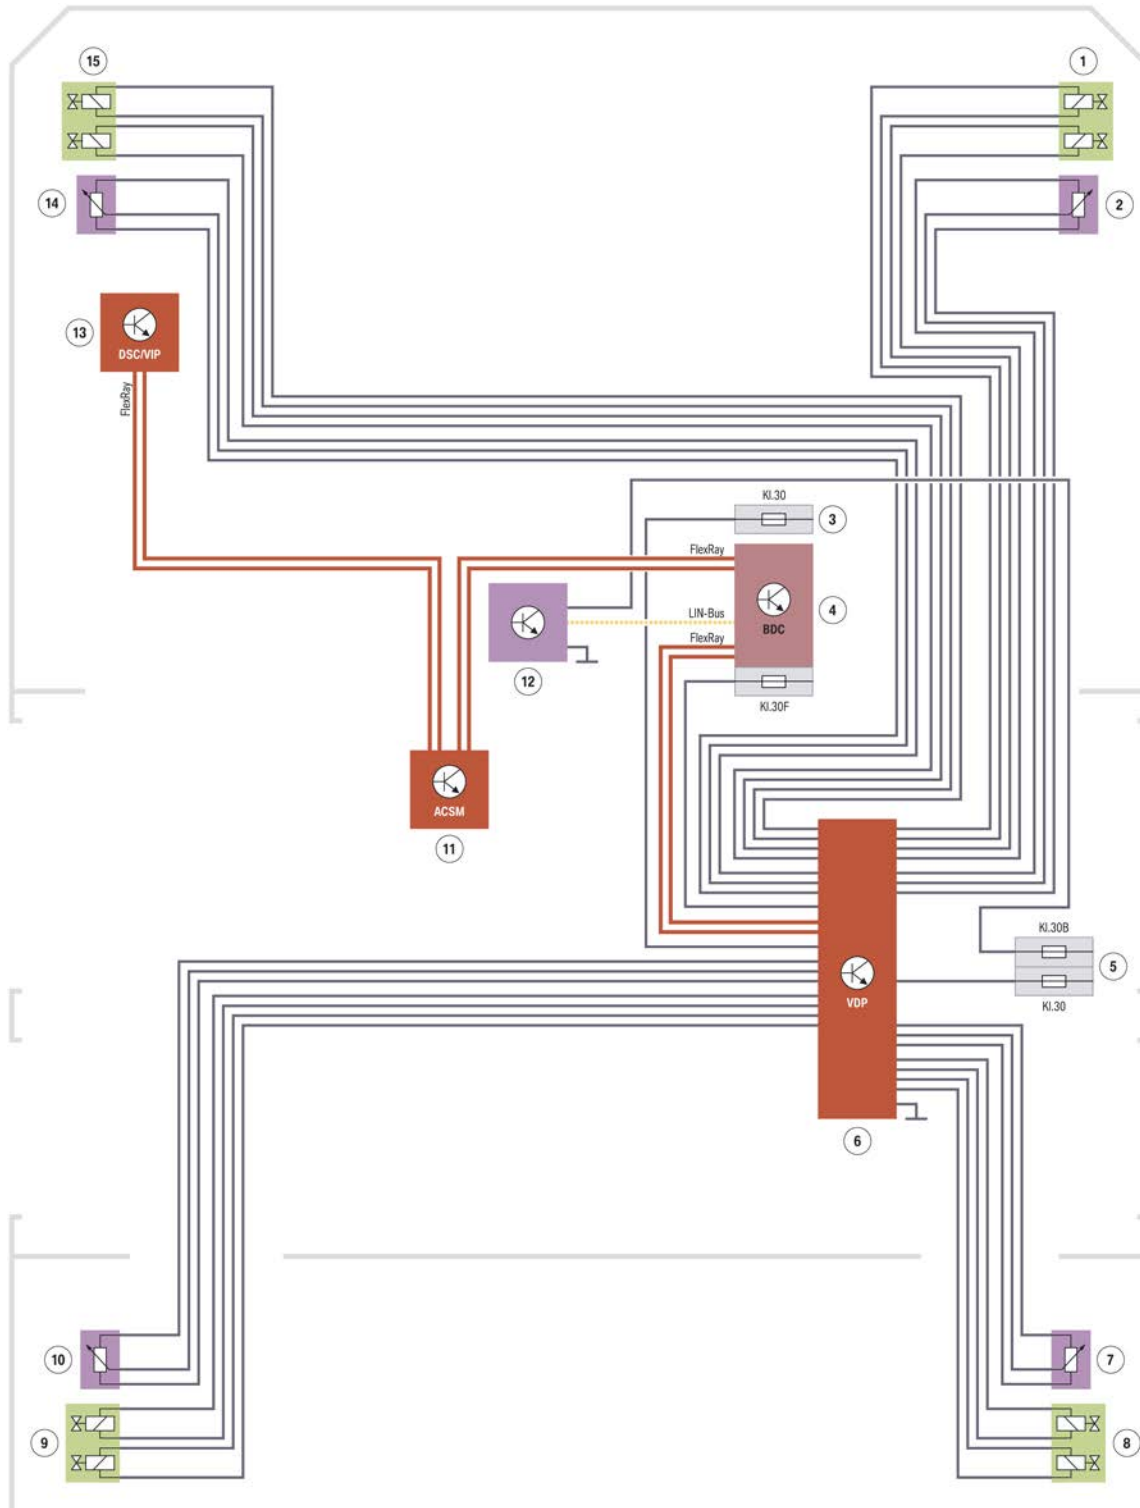 15
1
14
2
13
DSC/VIP
FlexRay
Kl.30
3
FlexRay
4
LIN-Bus
BDC
FlexRay
12
Kl.30F
ACSM
11
Kl.30B
5
VDP
Kl.30
6
10
7
9
8